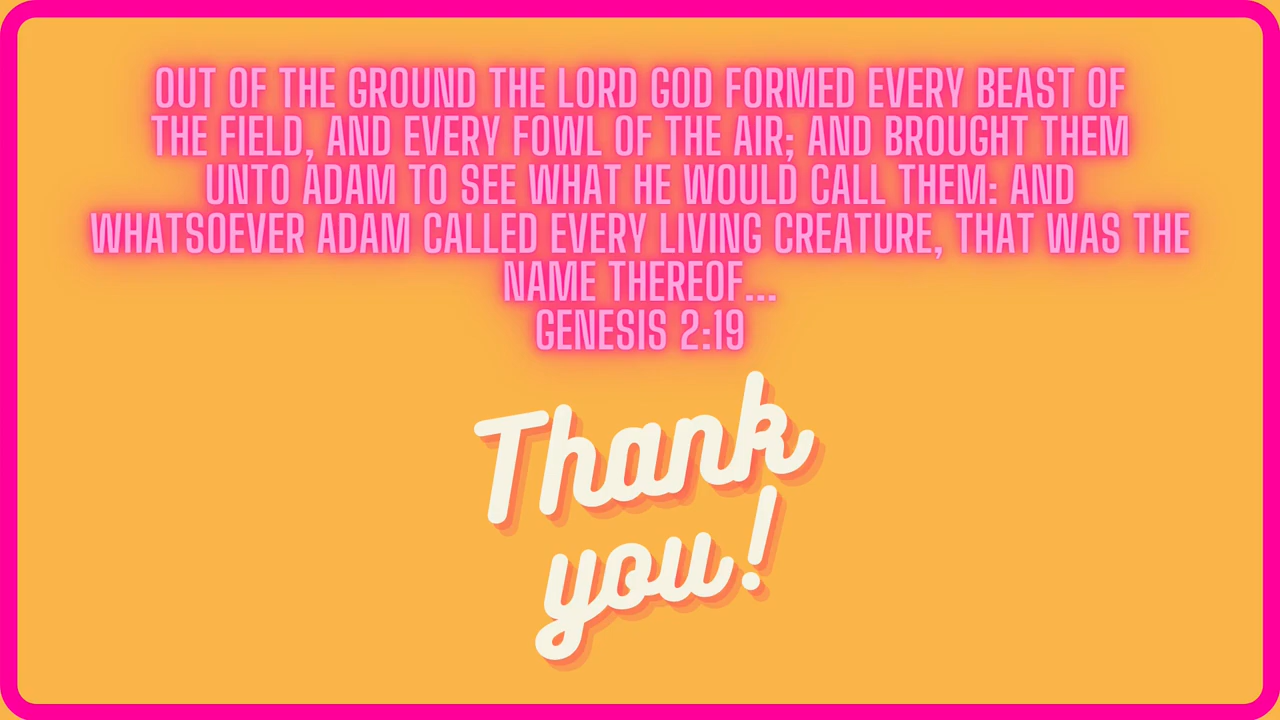 OUT OF THE GROUND THE LORD GOD FORMED EVERY BEAST OF
THE FIELD, AND EVERY FOWL OF THE AIR; AND BROUGHT THEM
UNTO ADAM TO SEE WHAT HE WOULD CALL THEM: AND
WHATSOEVER ADAM CALLED EVERY LIVING CREATURE, THAT WAS THE
NAME THEREOF...
GENESIS 2:19
Thank
you!